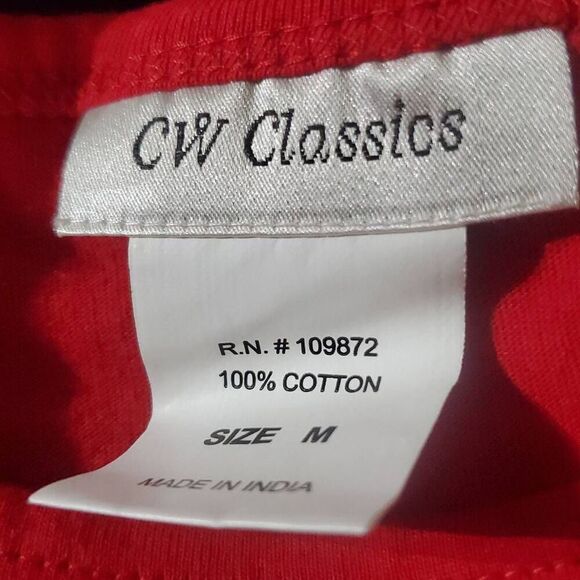 CW Classics
R.N. # 109872
100% COTTON
SIZE M
MADE IN INDIA